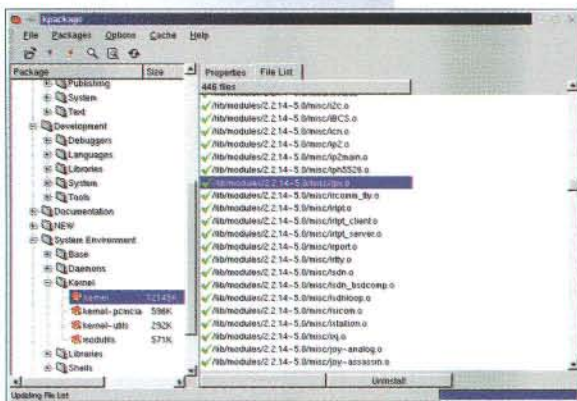 kpackage
File Packages Options Cache Help
Package Size
Publishing
System
Text
Development
Debuggers
Languages
Libraries
System
Tools
Documentation
NEW
System Environment
Base
Daemons
Kernel
kernel 12145K
kernel-pcmcia 596K
kernel-utils 292K
modutils 571K
Libraries
Shells
Properties File List
446 files
/lib/modules/2.2.14-5.0/misc/i2c.o
/lib/modules/2.2.14-5.0/misc/iBCS.o
/lib/modules/2.2.14-5.0/misc/icn.o
/lib/modules/2.2.14-5.0/misc/ip2.o
/lib/modules/2.2.14-5.0/misc/ip2main.o
/lib/modules/2.2.14-5.0/misc/iph5526.o
/lib/modules/2.2.14-5.0/misc/
/lib/modules/2.2.14-5.0/misc/ircomm_tty.o
/lib/modules/2.2.14-5.0/misc/irlpt.o
/lib/modules/2.2.14-5.0/misc/irlpt_client.o
/lib/modules/2.2.14-5.0/misc/irlpt_server.o
/lib/modules/2.2.14-5.0/misc/irport.o
/lib/modules/2.2.14-5.0/misc/irtty.o
/lib/modules/2.2.14-5.0/misc/isdn.o
/lib/modules/2.2.14-5.0/misc/isdn_bsdcomp.o
/lib/modules/2.2.14-5.0/misc/isdnloop.o
/lib/modules/2.2.14-5.0/misc/isicom.o
/lib/modules/2.2.14-5.0/misc/istallion.o
/lib/modules/2.2.14-5.0/misc/ixj.o
/lib/modules/2.2.14-5.0/misc/joy-analog.o
/lib/modules/2.2.14-5.0/misc/joy-assassin.o
Uninstall
Updating File List